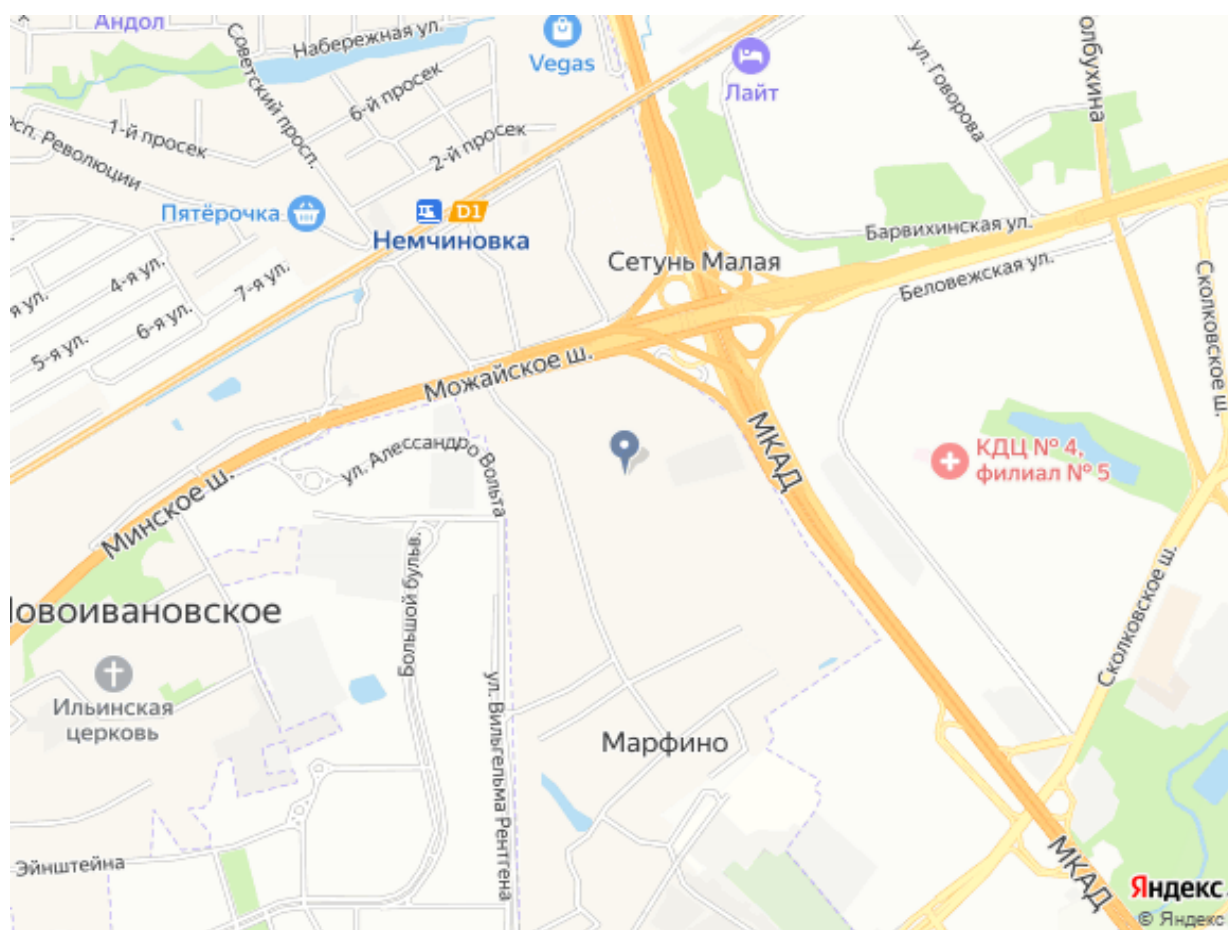 Андол
Набережная ул.
Советский просп.
Vegas
Лайт
ул. Говорова
олбухина
6-й просек
1-й просек
2-й просек
осп. Революции
Пятёрочка
D1
Немчиновка
Барвихинская ул.
Сетунь Малая
Беловежская ул.
Сколковское ш.
4-я ул.
7-я ул.
я ул.
6-я ул.
5-я ул.
Можайское ш.
МКАД
КДЦ № 4,
филиал № 5
ул. Алессандро Вольта
Минское ш.
Большой бульв.
Новоивановское
Сколковское ш.
Ильинская
церковь
ул. Вильгельма Рентгена
Марфино
Эйнштейна
МКАД
Яндекс
© Яндекс